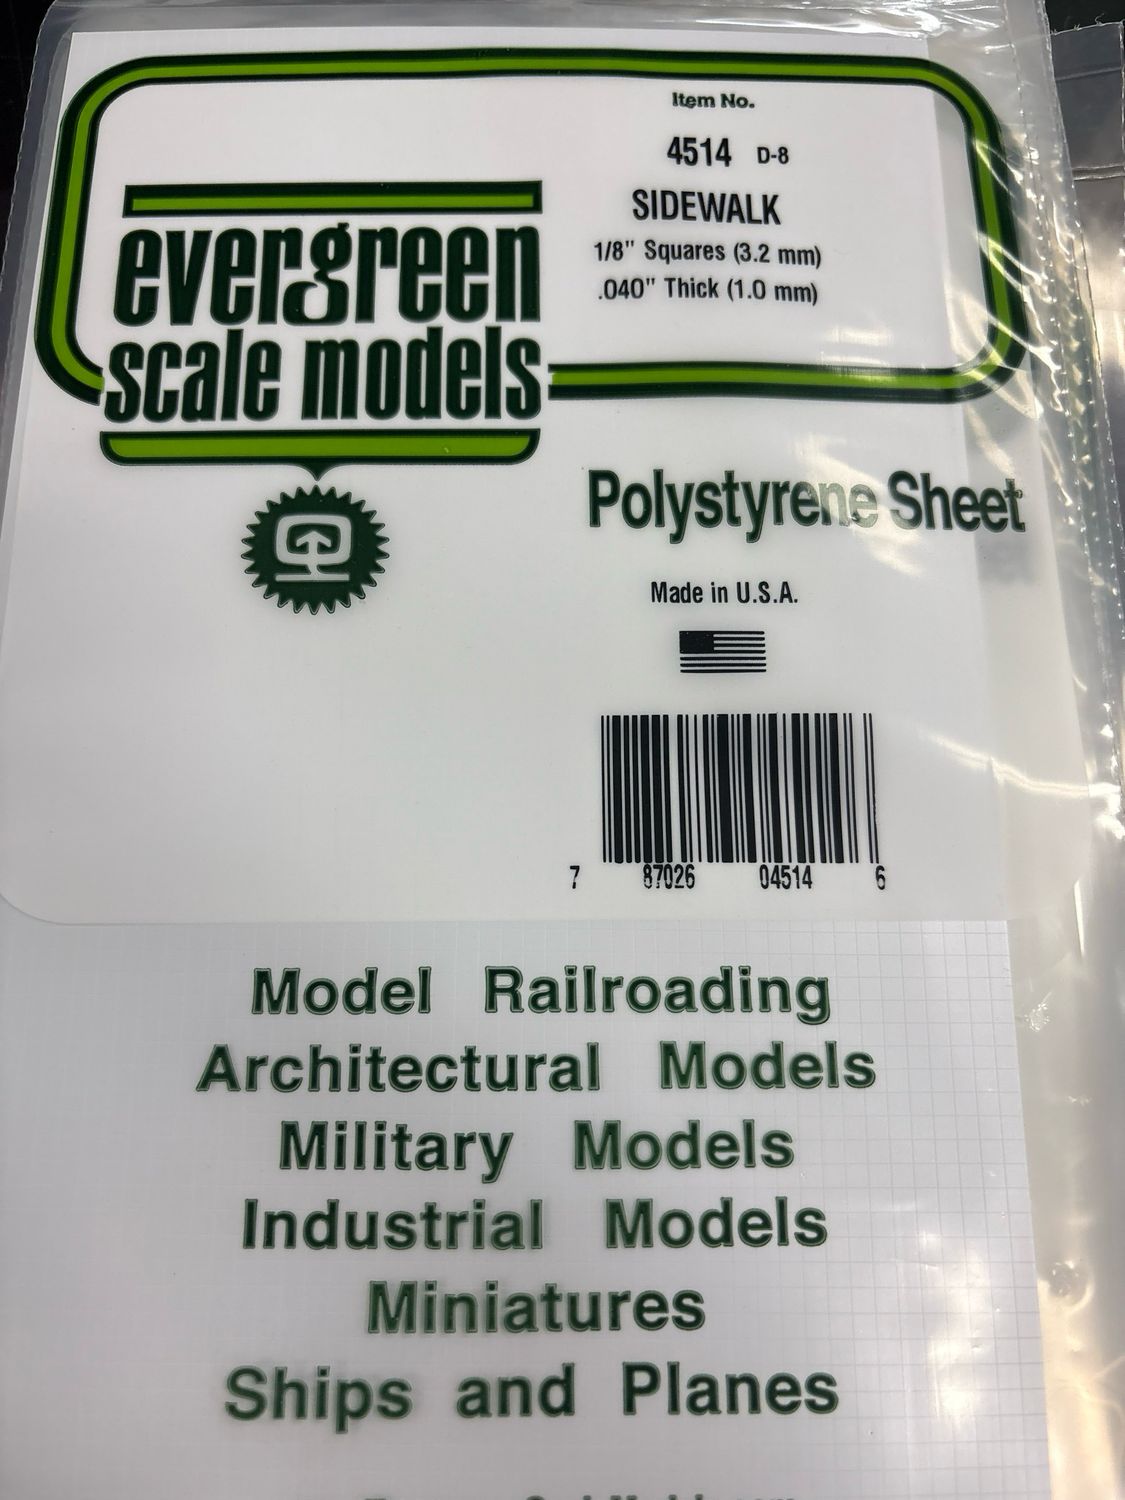 Item No.
4514 D-8
SIDEWALK
1/8" Squares (3.2 mm)
.040" Thick (1.0 mm)
evergreen
scale models
Polystyrene Sheet
Made in U.S.A.
7 87026 04514 6
Model Railroading
Architectural Models
Military Models
Industrial Models
Miniatures
Ships and Planes